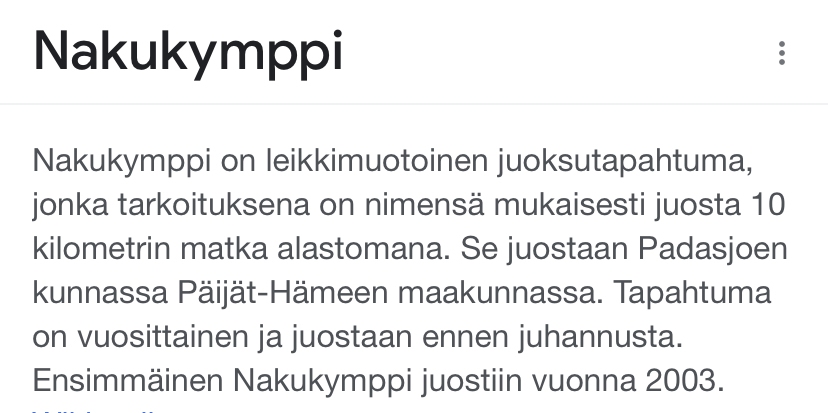 Nakukymppi
Nakukymppi on leikkimuotoinen juoksutapahtuma,
jonka tarkoituksena on nimensä mukaisesti juosta 10
kilometrin matka alastomana. Se juostaan Padasjoen
kunnassa Päijät-Hämeen maakunnassa. Tapahtuma
on vuosittainen ja juostaan ennen juhannusta.
Ensimmäinen Nakukymppi juostiin vuonna 2003.